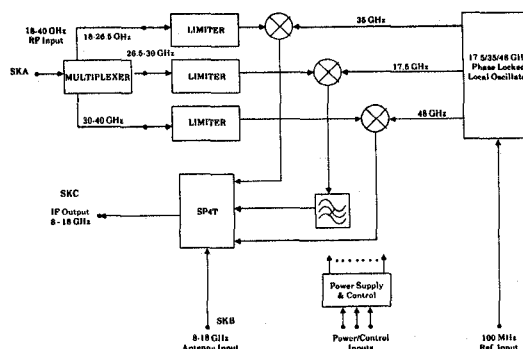 18-40 GHz
RP Input
18-26.5 GHz
LIMITER
35 GHz
26.5-30 GHz
SKA
MULTIPLEXER
LIMITER
17.5 GHz
17.5/35/48 GHz
Phase Locked
Local Oscillator
30-40 GHz
LIMITER
48 GHz
SKC
IF Output
8-18 GHz
SP4T
Power Supply
& Control
SKB
8-18 GHz
Antenna Input
Power/Control
Inputs
100 MHz
Ref. Input